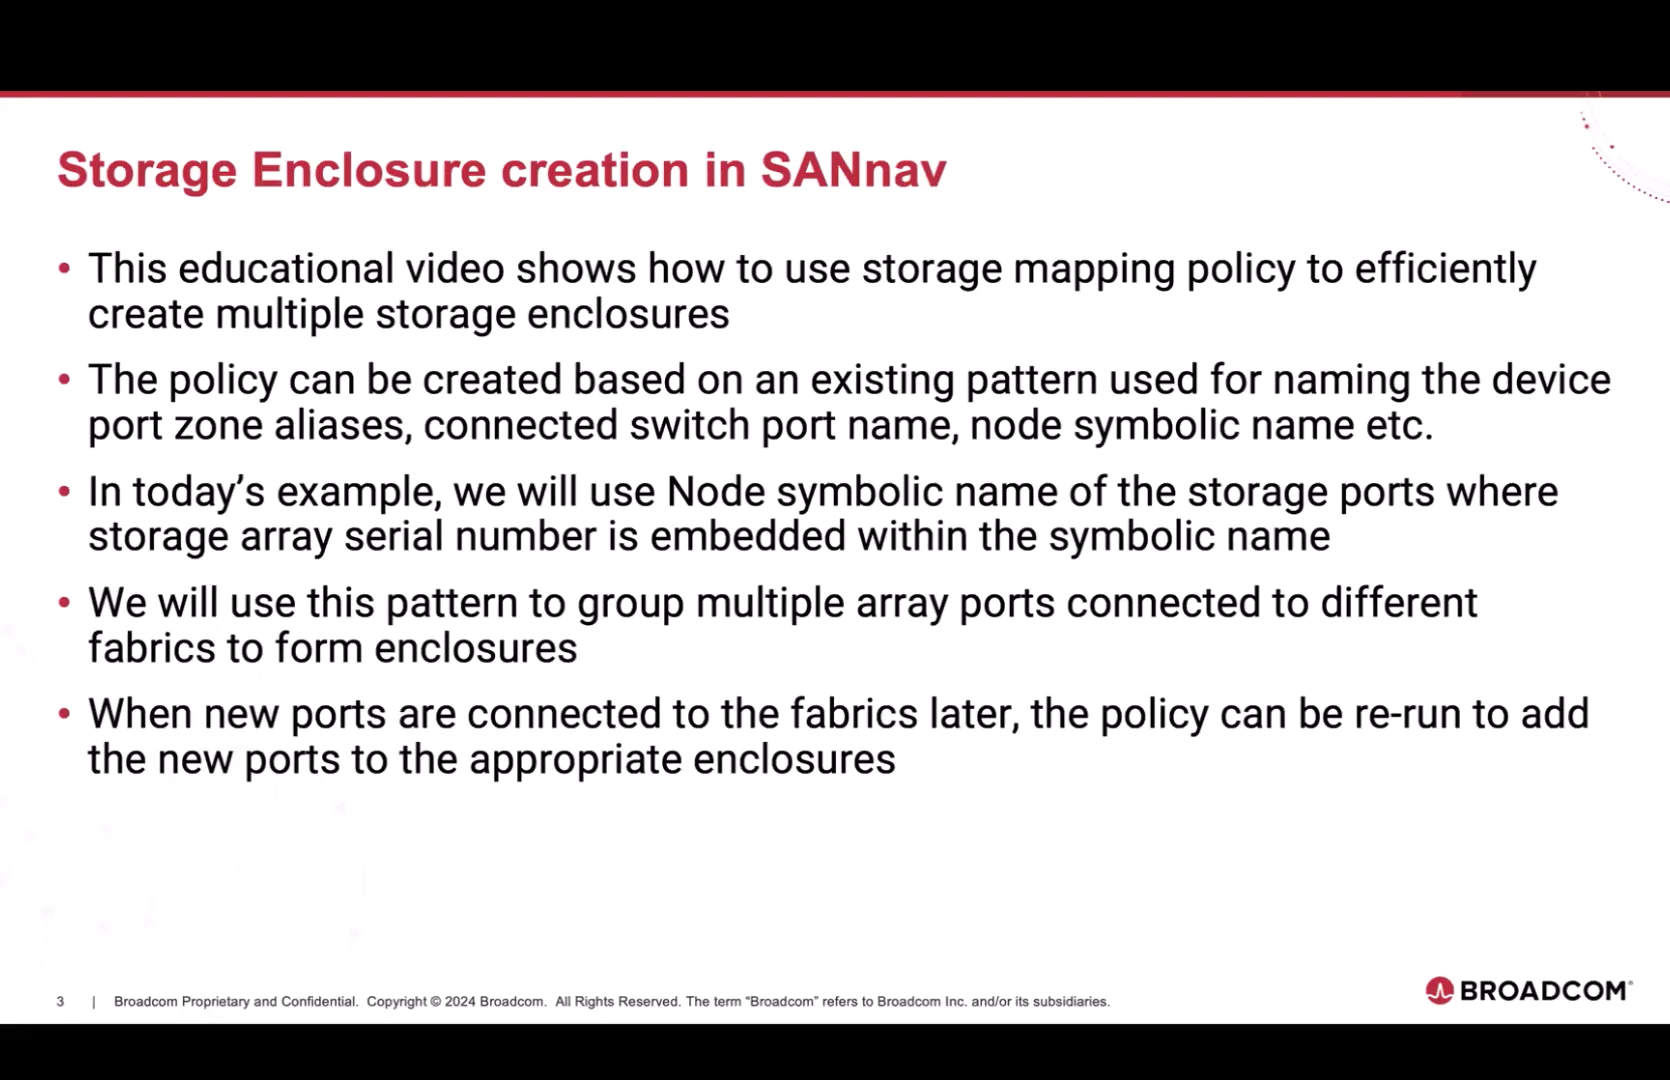 Storage Enclosure creation in SANnav
• This educational video shows how to use storage mapping policy to efficiently
create multiple storage enclosures
• The policy can be created based on an existing pattern used for naming the device
port zone aliases, connected switch port name, node symbolic name etc.
• In today’s example, we will use Node symbolic name of the storage ports where
storage array serial number is embedded within the symbolic name
• We will use this pattern to group multiple array ports connected to different
fabrics to form enclosures
• When new ports are connected to the fabrics later, the policy can be re-run to add
the new ports to the appropriate enclosures
3 | Broadcom Proprietary and Confidential. Copyright © 2024 Broadcom. All Rights Reserved. The term “Broadcom” refers to Broadcom Inc. and/or its subsidiaries.
BROADCOM®